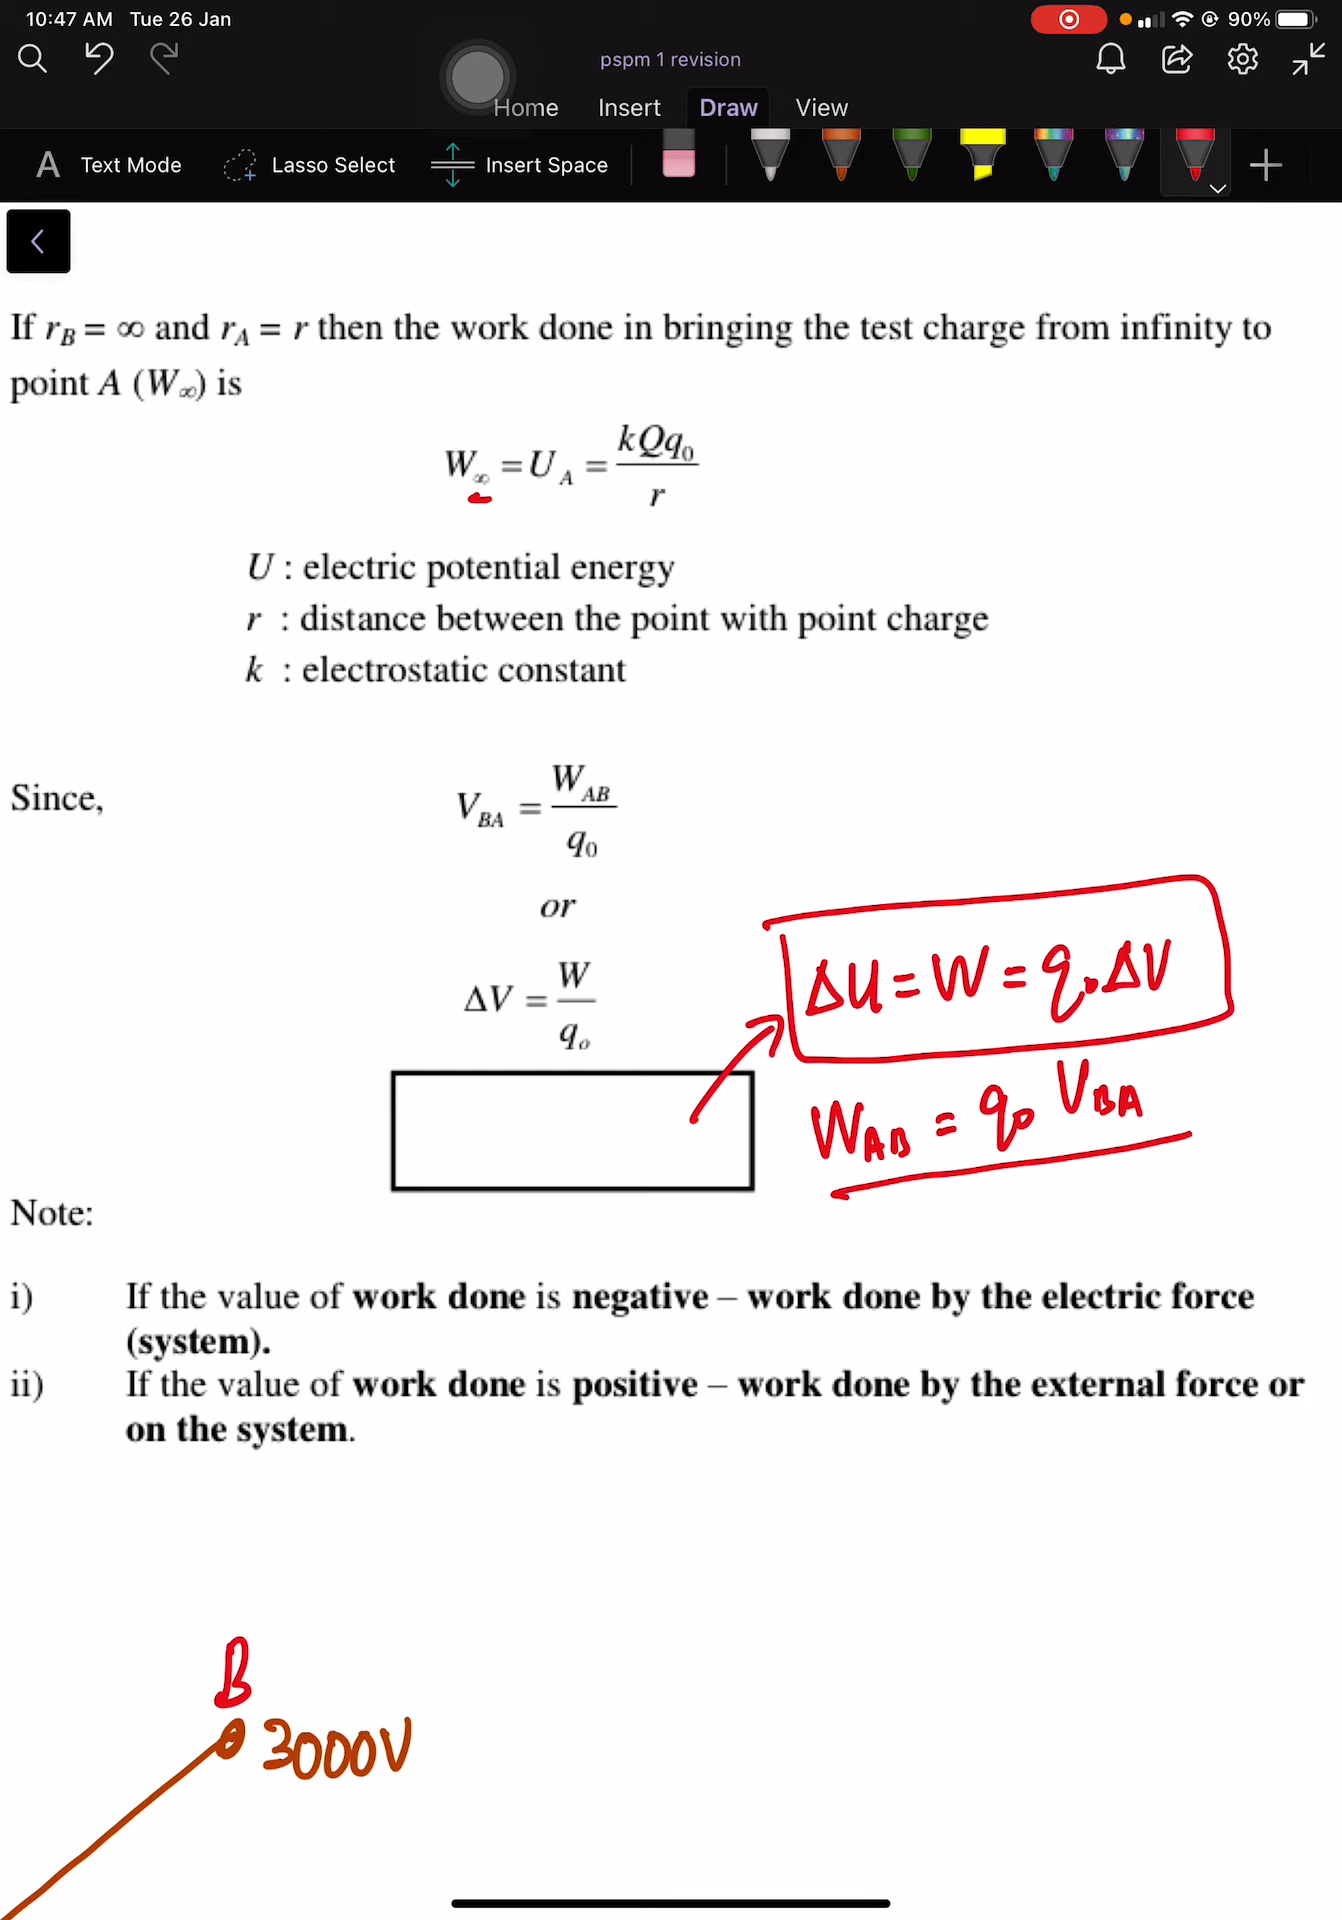 10:47 AM Tue 26 Jan
90%
pspm 1 revision
Home Insert Draw View
A Text Mode Lasso Select Insert Space
If r_B = ∞ and r_A = r then the work done in bringing the test charge from infinity to
point A (W_∞) is
W_∞ = U_A = kQq_0 / r
U : electric potential energy
r : distance between the point with point charge
k : electrostatic constant
Since,
V_BA = W_AB / q_0
or
ΔV = W / q_o
ΔU = W = q_0 ΔV
W_AB = q_0 V_BA
Note:
i) If the value of work done is negative – work done by the electric force
(system).
ii) If the value of work done is positive – work done by the external force or
on the system.
B
3000V